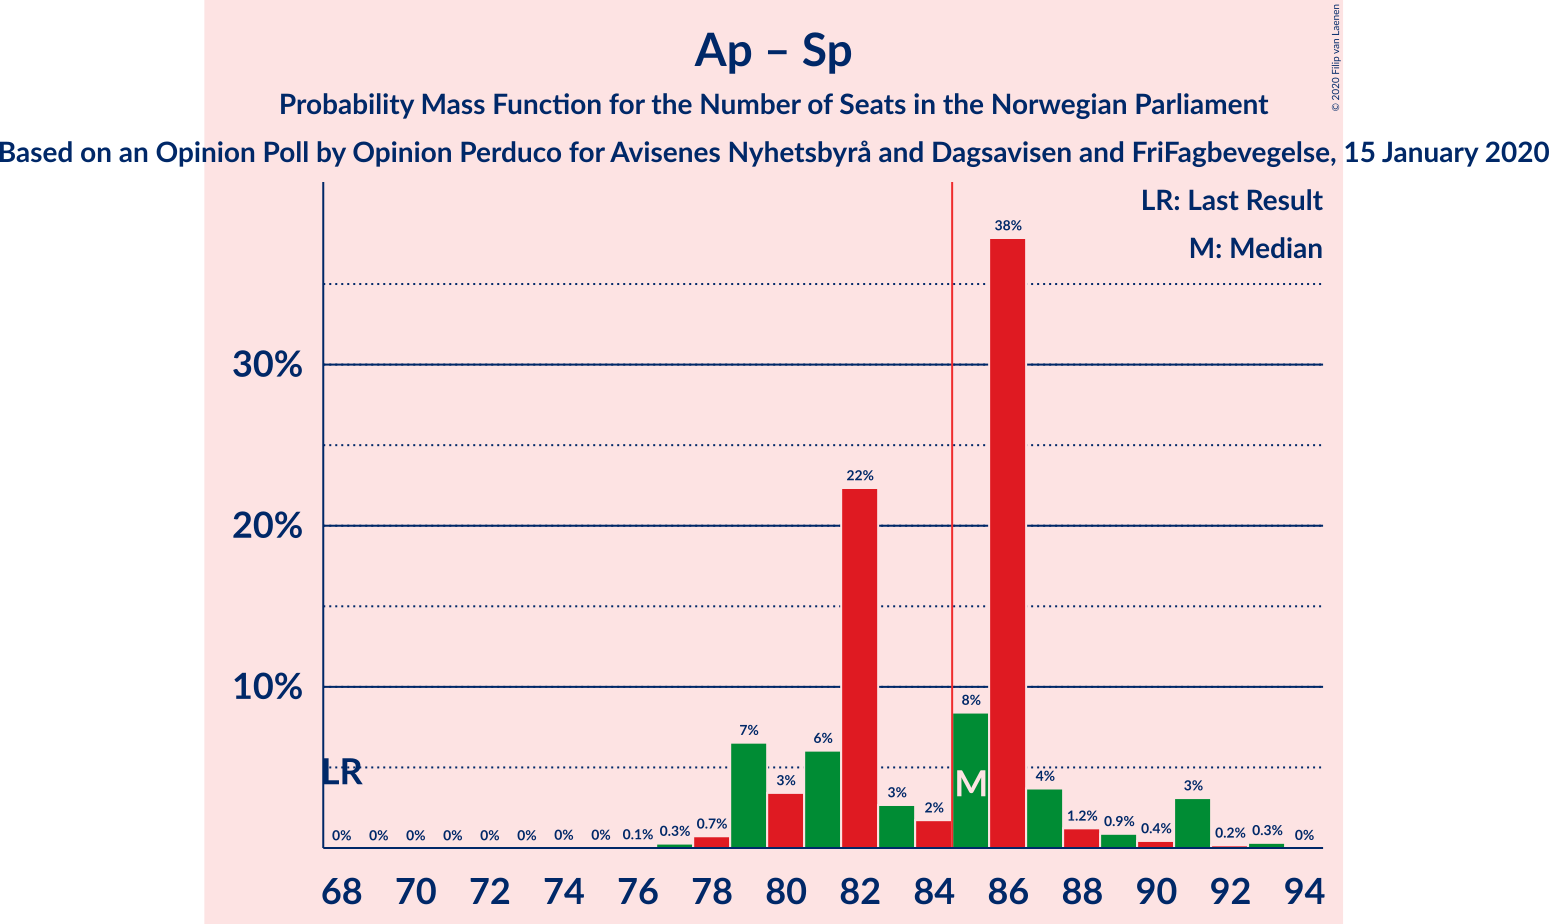 Ap – Sp
Probability Mass Function for the Number of Seats in the Norwegian Parliament
Based on an Opinion Poll by Opinion Perduco for Avisenes Nyhetsbyrå and Dagsavisen and FriFagbevegelse, 15 January 2020
© 2020 Filip van Laenen
LR: Last Result
M: Median
38%
30%
22%
20%
10%
8%
7%
6%
LR
M
3%
4%
3%
3%
2%
1.2%
0% 0% 0% 0% 0% 0% 0% 0% 0.1% 0.3% 0.7% 0.9% 0.4% 0.2% 0.3% 0%
68 70 72 74 76 78 80 82 84 86 88 90 92 94